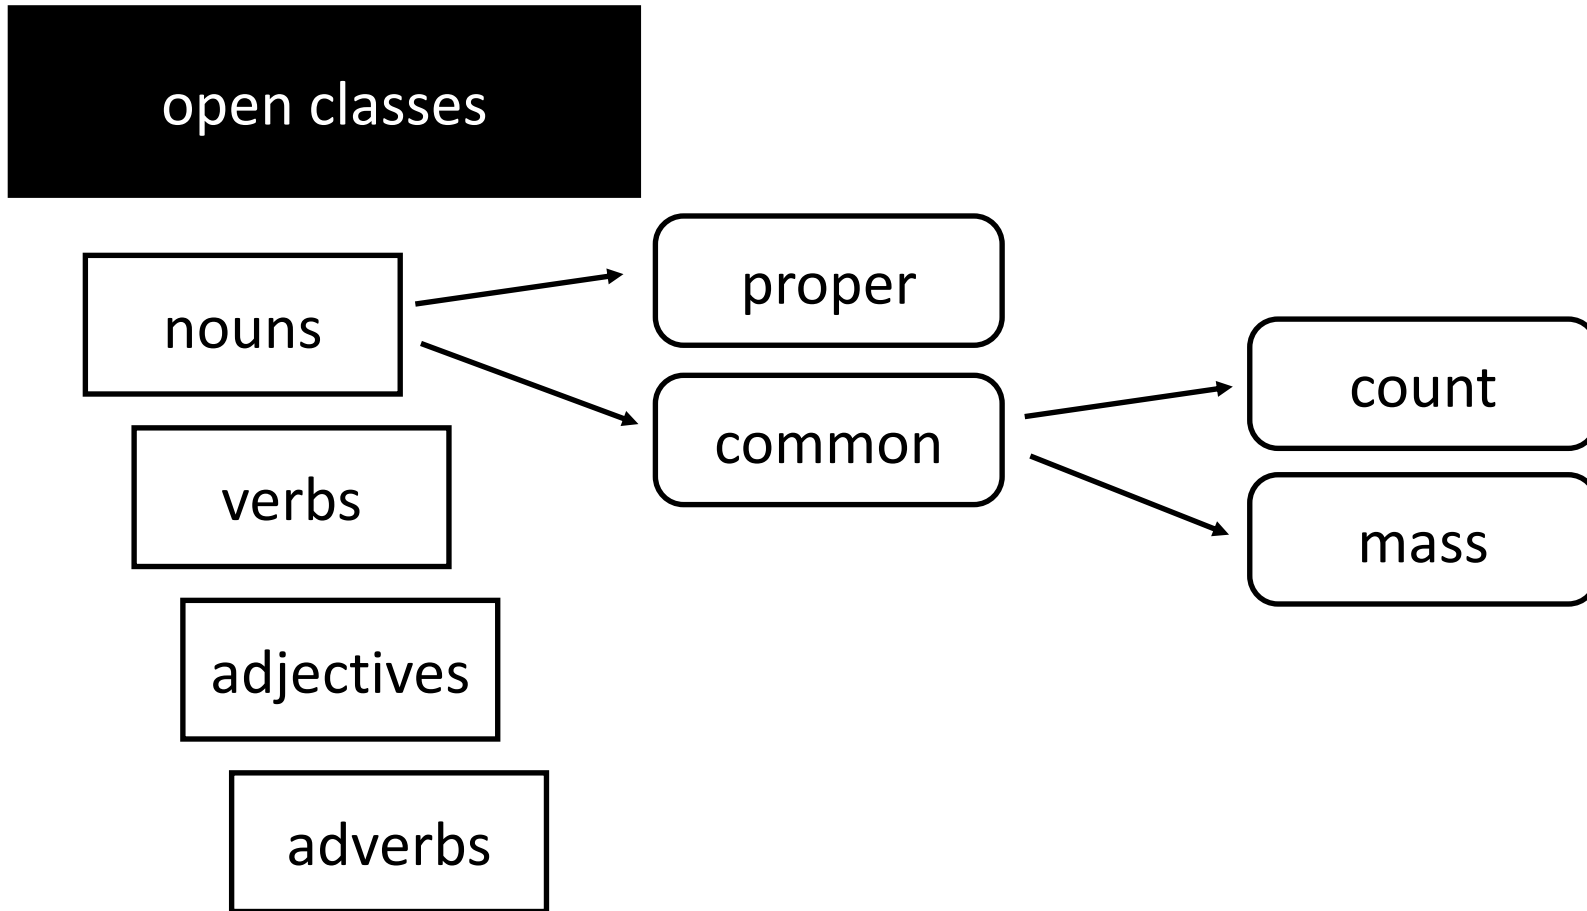 open classes
nouns
proper
common
count
mass
verbs
adjectives
adverbs